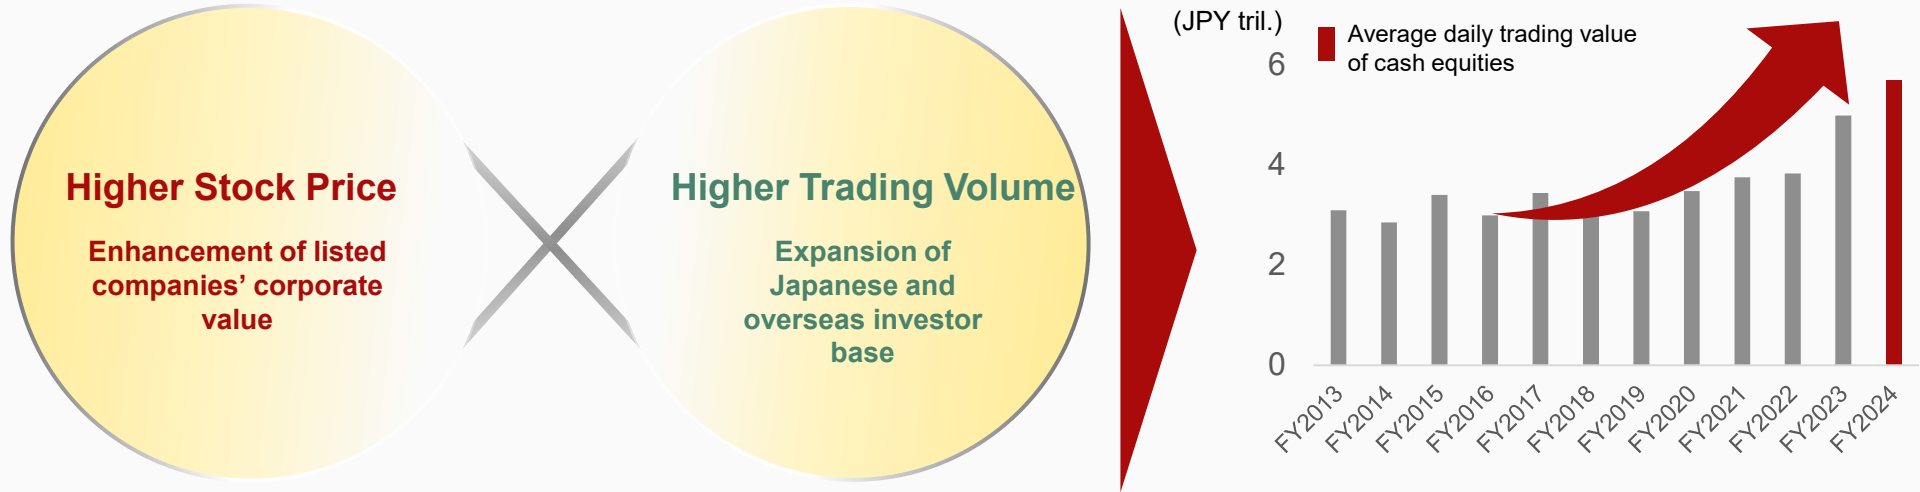 Higher Stock Price
Enhancement of listed
companies’ corporate
value
Higher Trading Volume
Expansion of
Japanese and
overseas investor
base
(JPY tril.)
Average daily trading value
of cash equities
6
4
2
0
FY2013
FY2014
FY2015
FY2016
FY2017
FY2018
FY2019
FY2020
FY2021
FY2022
FY2023
FY2024